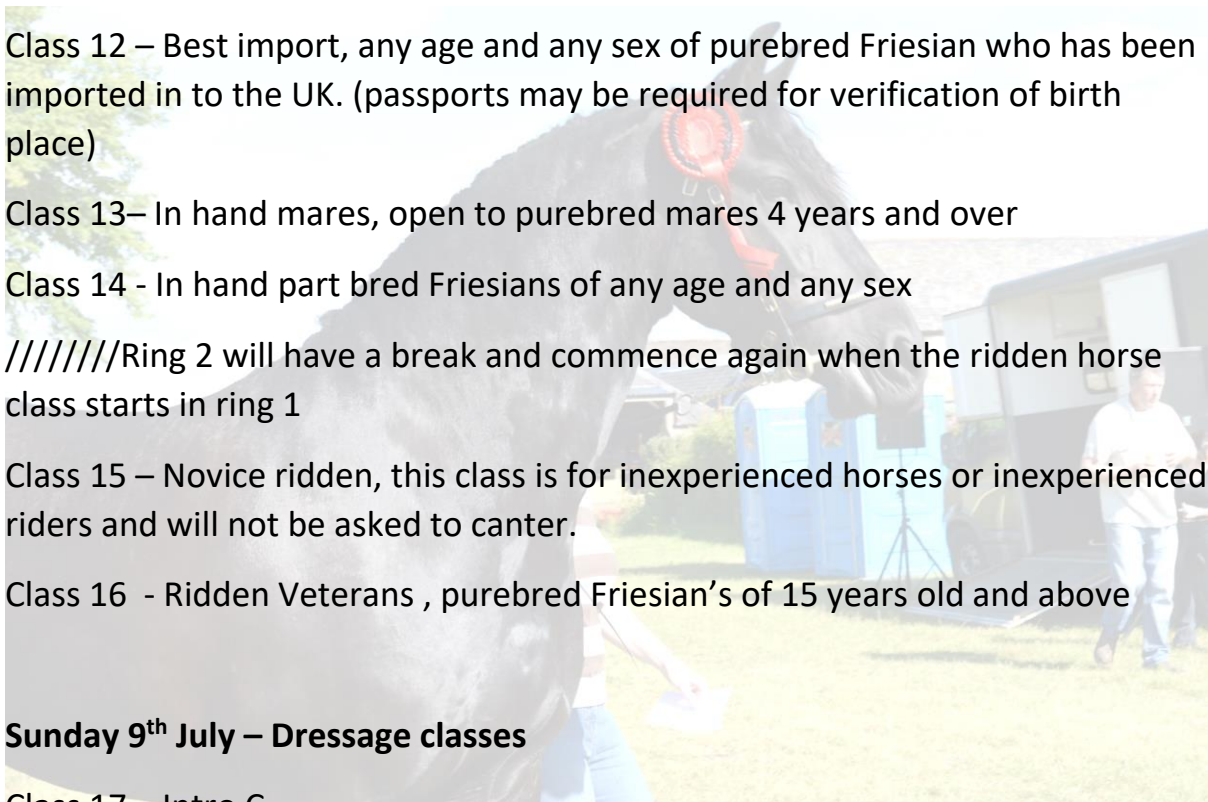 Class 12 – Best import, any age and any sex of purebred Friesian who has been
imported in to the UK. (passports may be required for verification of birth
place)
Class 13– In hand mares, open to purebred mares 4 years and over
Class 14 - In hand part bred Friesians of any age and any sex
////////Ring 2 will have a break and commence again when the ridden horse
class starts in ring 1
Class 15 – Novice ridden, this class is for inexperienced horses or inexperienced
riders and will not be asked to canter.
Class 16  - Ridden Veterans , purebred Friesian’s of 15 years old and above
Sunday 9th July – Dressage classes
Class 17 – Intro C